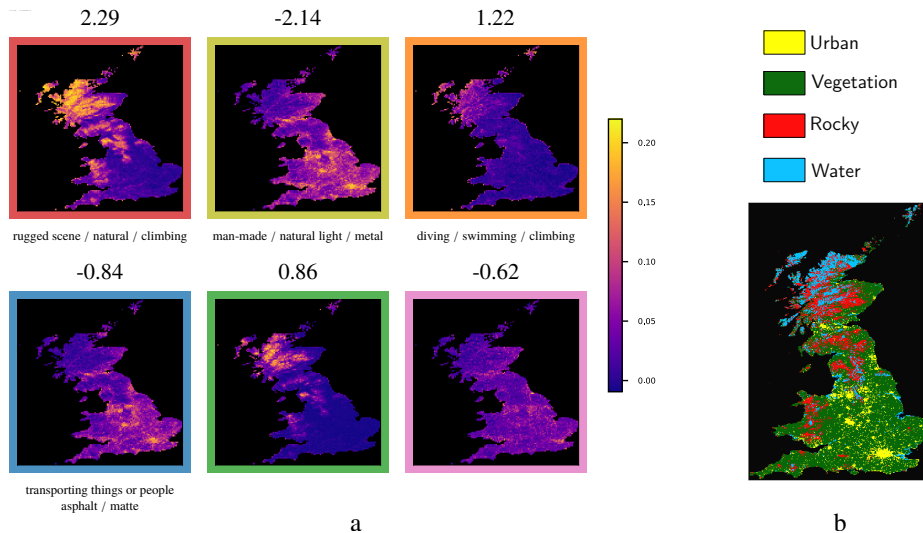 2.29
-2.14
1.22
rugged scene / natural / climbing
man-made / natural light / metal
diving / swimming / climbing
-0.84
0.86
-0.62
transporting things or people
asphalt / matte
0.20
0.15
0.10
0.05
0.00
a
Urban
Vegetation
Rocky
Water
b